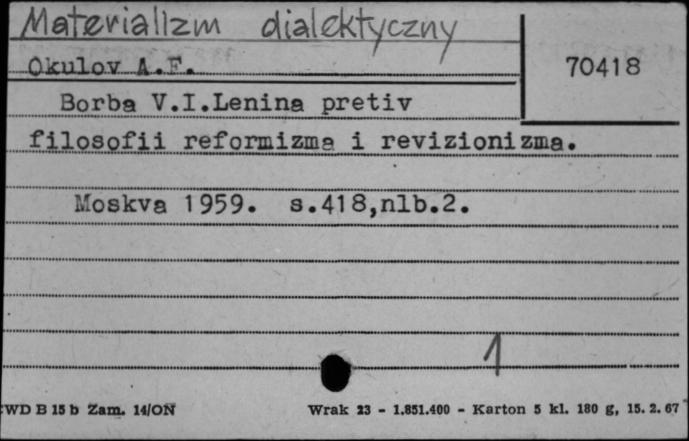 Materializm dialektyczny
Okulov A.F.
70418
Borba V.I.Lenina pretiv
filosofii reformizma i revizionizma.
Moskva 1959. s.418,nlb.2.
1
CWD B 15 b Zam. 14/ON
Wrak 23 - 1.851.400 - Karton 5 kl. 180 g, 15. 2. 67